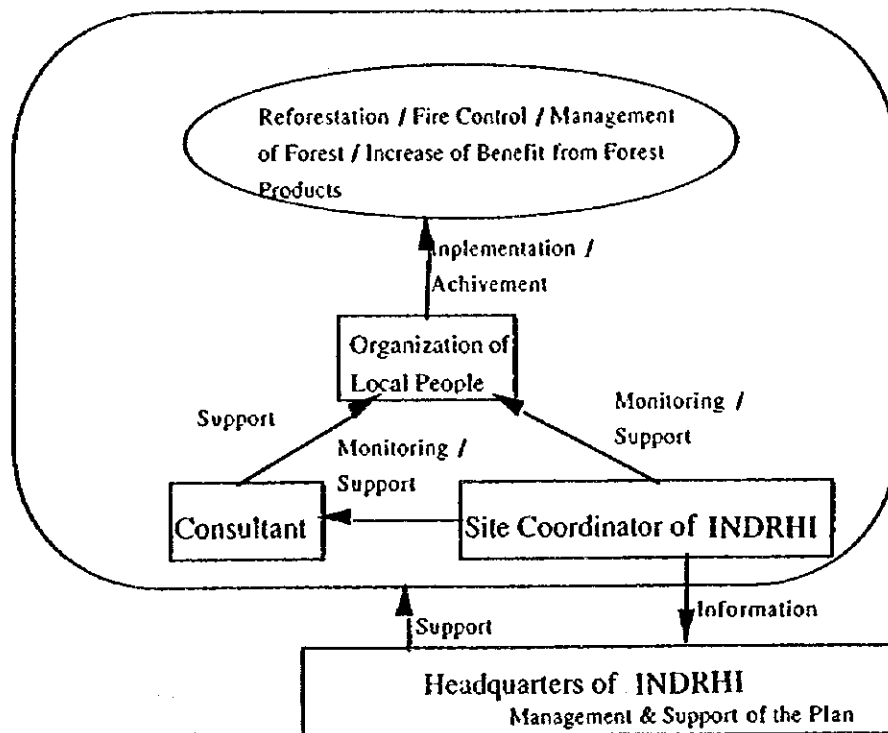 Reforestation / Fire Control / Management
of Forest / Increase of Benefit from Forest
Products
Inplementation /
Achivement
Organization of
Local People
Support
Monitoring /
Support
Monitoring /
Support
Consultant
Site Coordinator of INDRHI
Information
Support
Headquarters of INDRHI
Management & Support of the Plan